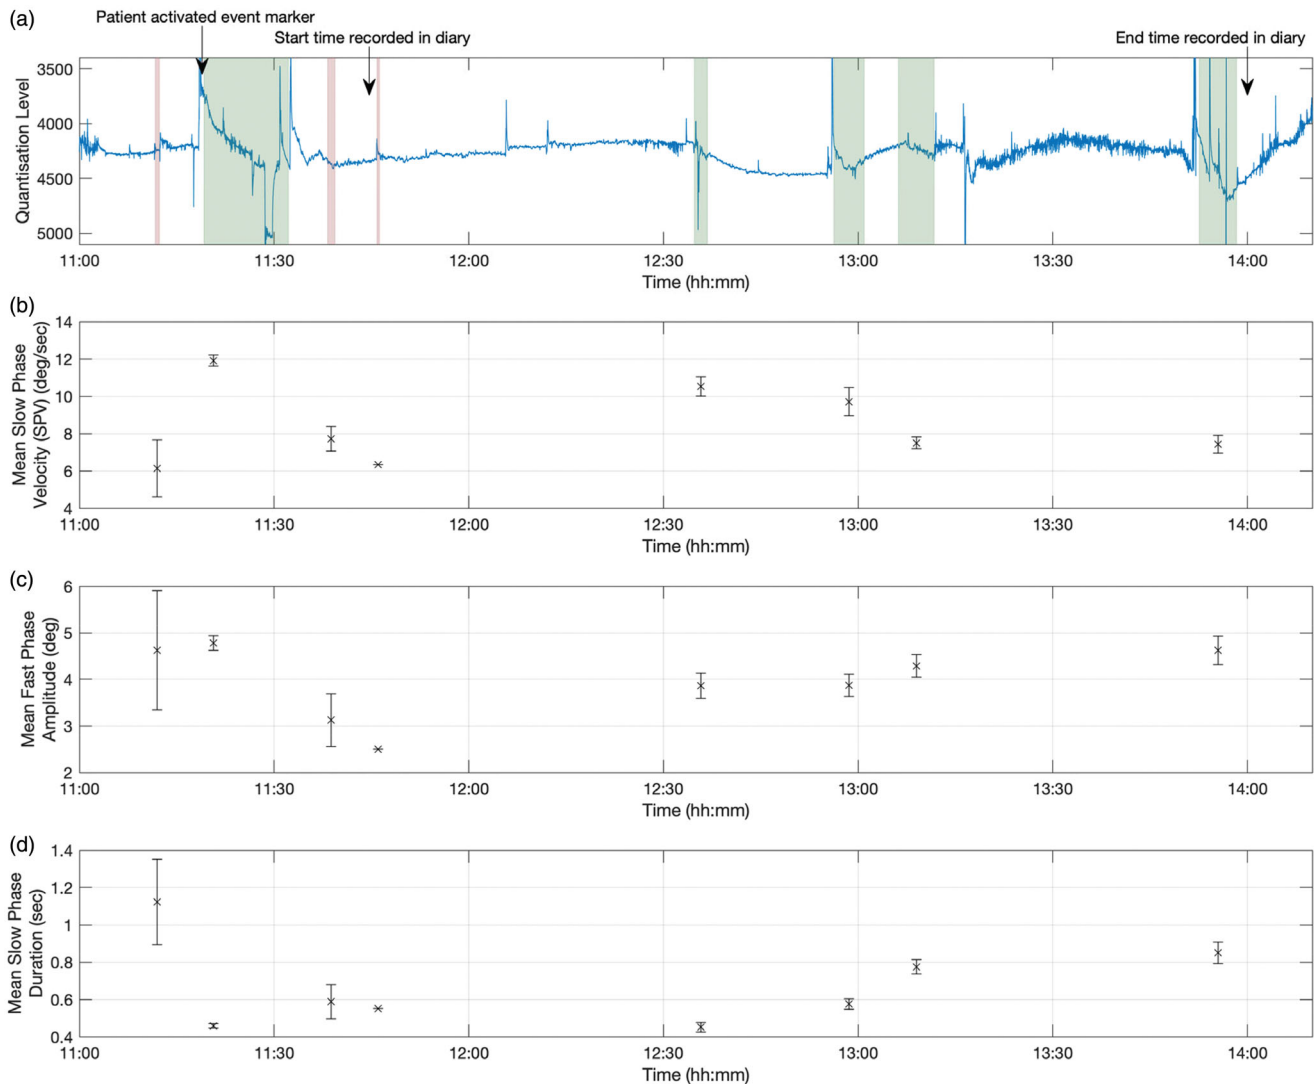 (a)
Patient activated event marker
Start time recorded in diary
End time recorded in diary
Quantisation Level
3500
4000
4500
5000
11:00
11:30
12:00
12:30
13:00
13:30
14:00
Time (hh:mm)
(b)
Mean Slow Phase
Velocity (SPV) (deg/sec)
14
12
10
8
6
4
11:00
11:30
12:00
12:30
13:00
13:30
14:00
Time (hh:mm)
(c)
Mean Fast Phase
Amplitude (deg)
6
5
4
3
2
11:00
11:30
12:00
12:30
13:00
13:30
14:00
Time (hh:mm)
(d)
Mean Slow Phase
Duration (sec)
1.4
1.2
1
0.8
0.6
0.4
11:00
11:30
12:00
12:30
13:00
13:30
14:00
Time (hh:mm)